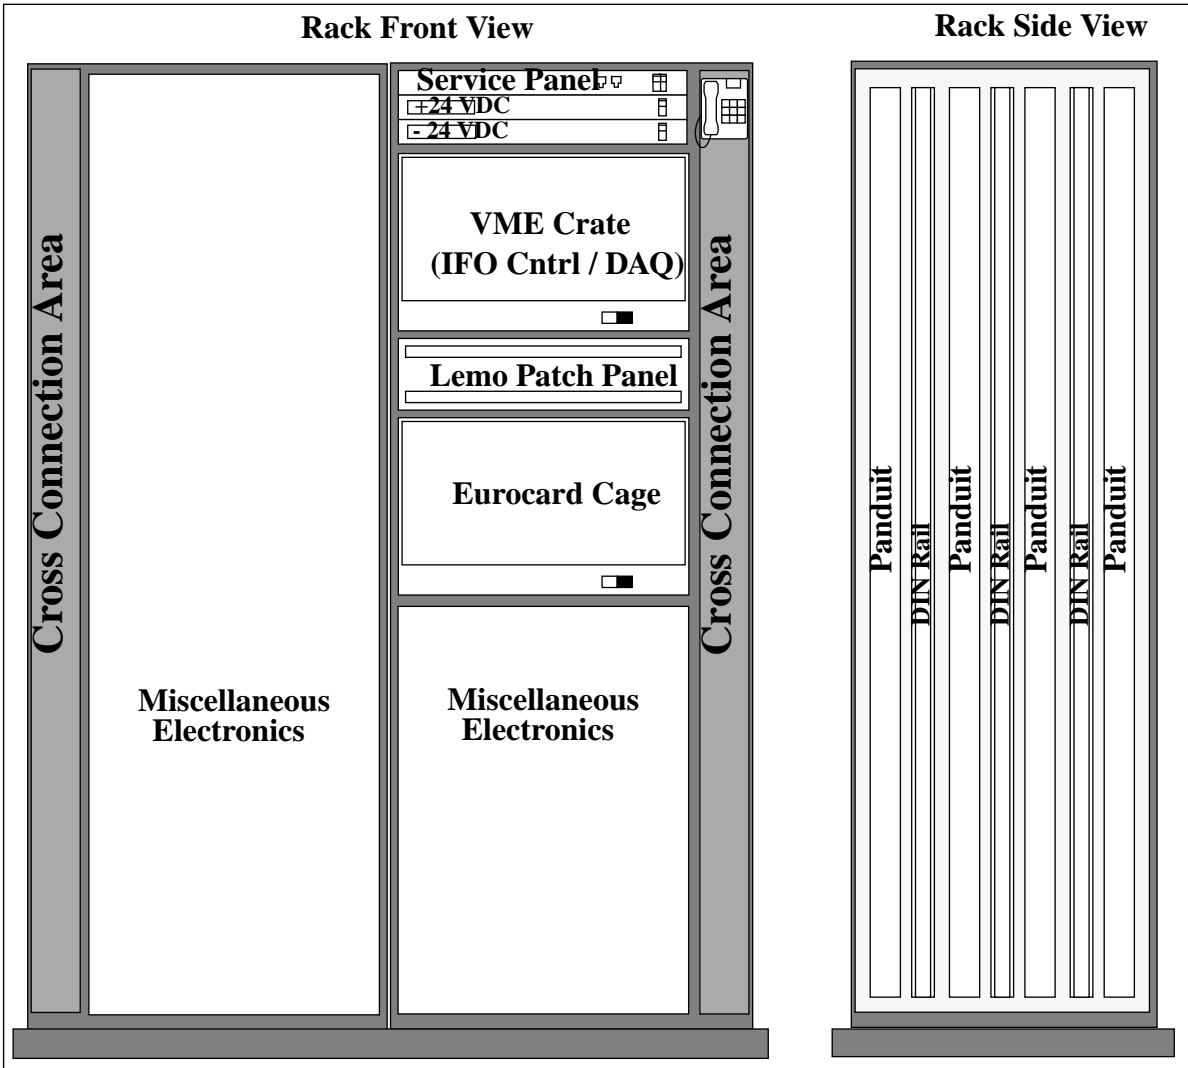 Rack Front View
Rack Side View
Service Panel
+24 VDC
- 24 VDC
VME Crate
(IFO Cntrl / DAQ)
Lemo Patch Panel
Eurocard Cage
Cross Connection Area
Miscellaneous
Electronics
Miscellaneous
Electronics
Cross Connection Area
Panduit
DIN Rail
Panduit
DIN Rail
Panduit
DIN Rail
Panduit